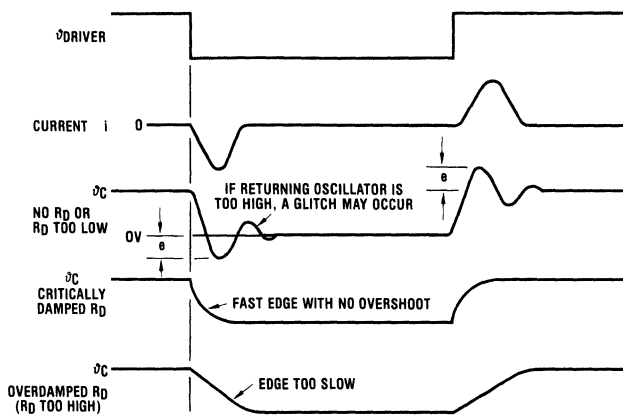 ϑDRIVER
CURRENT i 0
e
ϑC
NO RD OR
RD TOO LOW
IF RETURNING OSCILLATOR IS
TOO HIGH, A GLITCH MAY OCCUR
0V
e
ϑC
CRITICALLY
DAMPED RD
FAST EDGE WITH NO OVERSHOOT
ϑC
OVERDAMPED RD
(RD TOO HIGH)
EDGE TOO SLOW